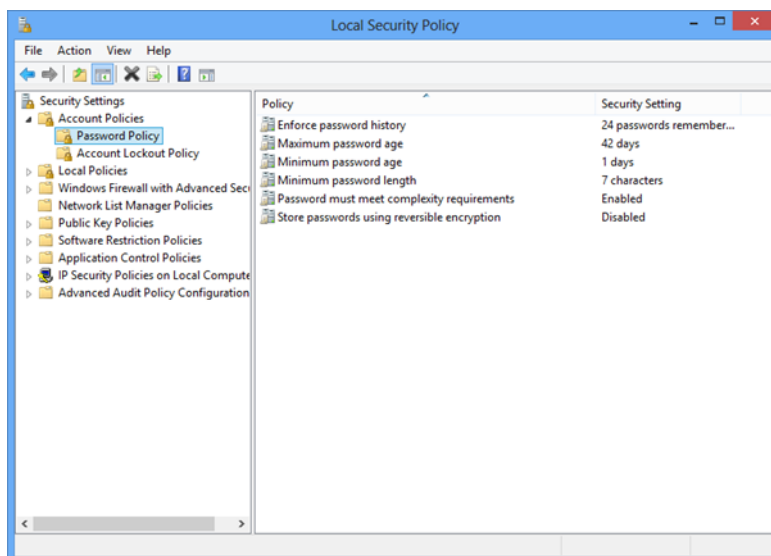 Local Security Policy
File Action View Help
Security Settings
Account Policies
Password Policy
Account Lockout Policy
Local Policies
Windows Firewall with Advanced Secu
Network List Manager Policies
Public Key Policies
Software Restriction Policies
Application Control Policies
IP Security Policies on Local Compute
Advanced Audit Policy Configuration
Policy Security Setting
Enforce password history 24 passwords remember...
Maximum password age 42 days
Minimum password age 1 days
Minimum password length 7 characters
Password must meet complexity requirements Enabled
Store passwords using reversible encryption Disabled